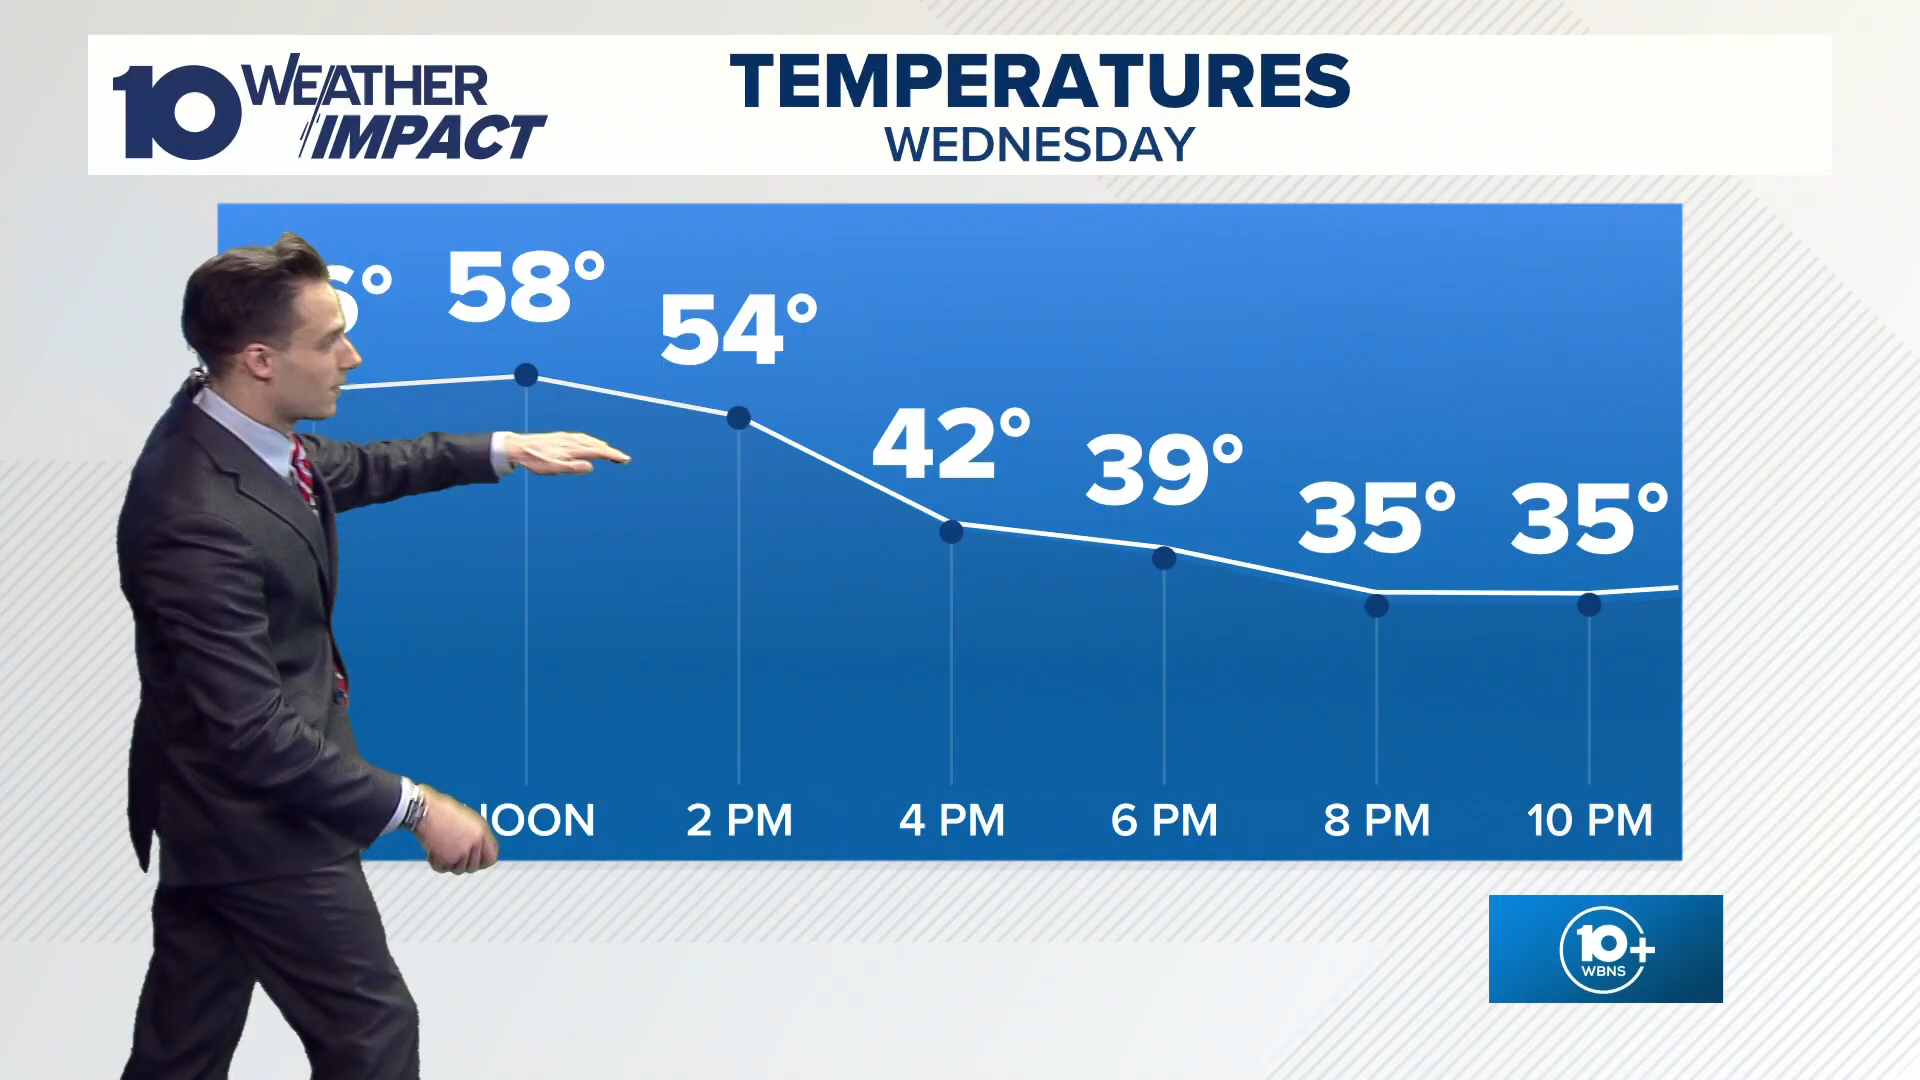 10 WEATHER IMPACT
TEMPERATURES
WEDNESDAY
58° 54° 42° 39° 35° 35°
2 PM 4 PM 6 PM 8 PM 10 PM
10+
WBNS